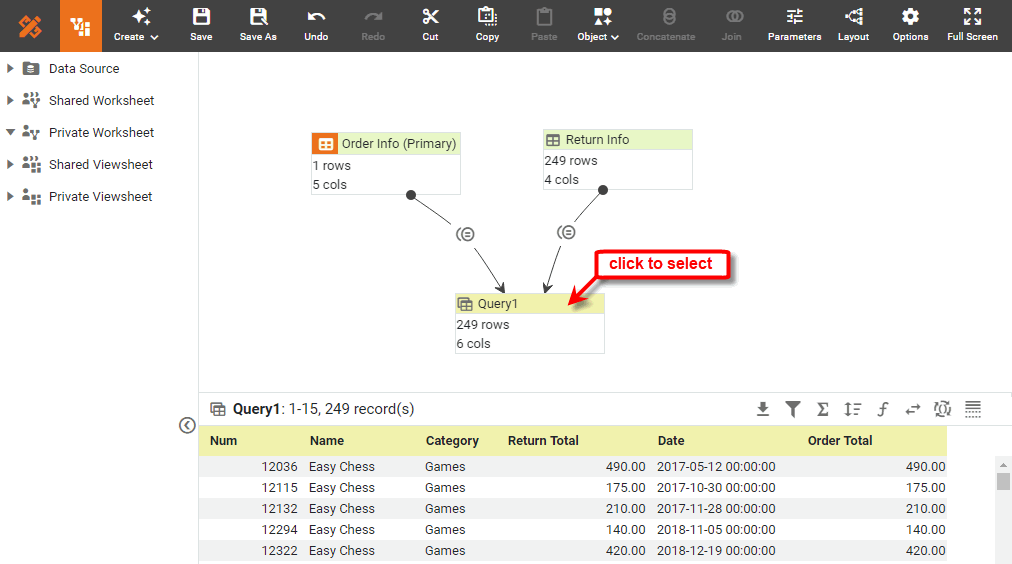 Create Save Save As Undo Redo Cut Copy Paste Object Concatenate Join Parameters Layout Options Full Screen
Data Source
Shared Worksheet
Private Worksheet
Shared Viewsheet
Private Viewsheet
Order Info (Primary)
1 rows
5 cols
Return Info
249 rows
4 cols
click to select
Query1
249 rows
6 cols
Query1: 1-15, 249 record(s)
Num Name Category Return Total Date Order Total
12036 Easy Chess Games 490.00 2017-05-12 00:00:00 490.00
12115 Easy Chess Games 175.00 2017-10-30 00:00:00 175.00
12132 Easy Chess Games 210.00 2017-11-28 00:00:00 210.00
12294 Easy Chess Games 140.00 2018-11-05 00:00:00 140.00
12322 Easy Chess Games 420.00 2018-12-19 00:00:00 420.00